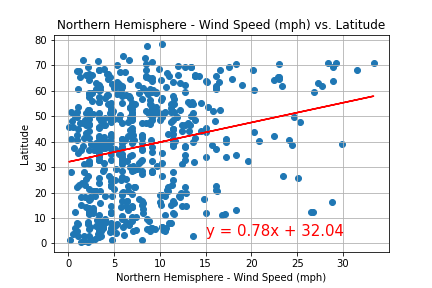 Northern Hemisphere - Wind Speed (mph) vs. Latitude
80
70
60
50
40
30
20
10
0
Latitude
y = 0.78x + 32.04
0 5 10 15 20 25 30
Northern Hemisphere - Wind Speed (mph)